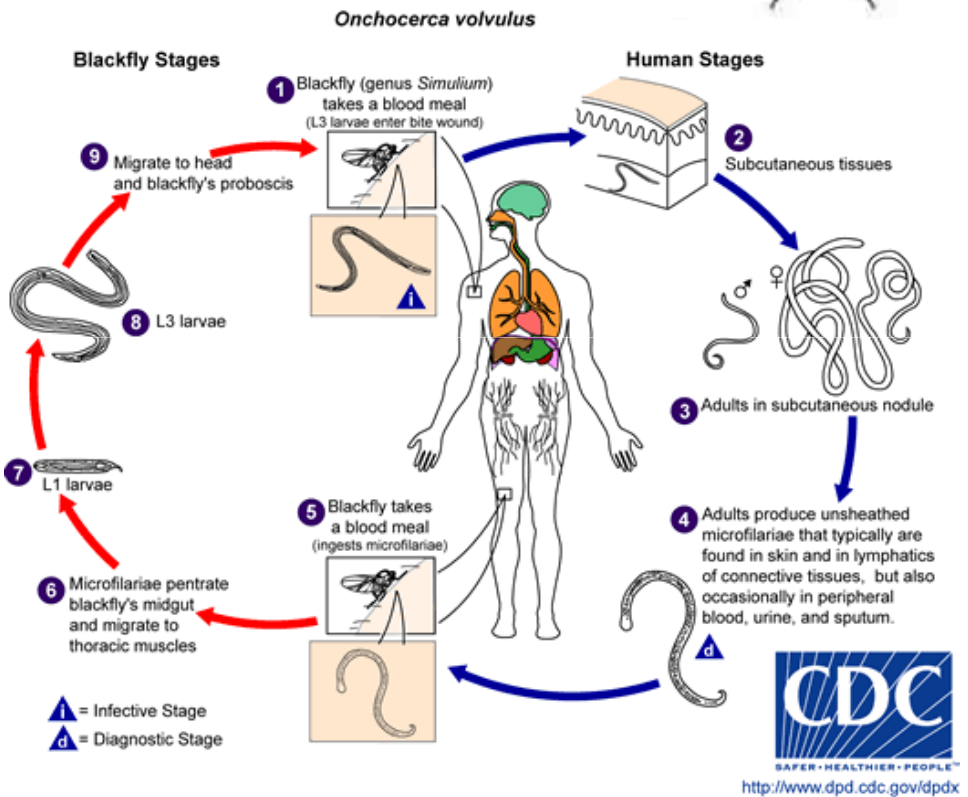 Onchocerca volvulus
Blackfly Stages
Human Stages
1 Blackfly (genus Simulium)
takes a blood meal
(L3 larvae enter bite wound)
i
2
Subcutaneous tissues
♂
♀
3 Adults in subcutaneous nodule
4 Adults produce unsheathed
microfilariae that typically are
found in skin and in lymphatics
of connective tissues, but also
occasionally in peripheral
blood, urine, and sputum.
d
5 Blackfly takes
a blood meal
(ingests microfilariae)
6 Microfilariae pentrate
blackfly's midgut
and migrate to
thoracic muscles
7
L1 larvae
8 L3 larvae
9 Migrate to head
and blackfly's proboscis
i = Infective Stage
d = Diagnostic Stage
CDC
SAFER•HEALTHIER•PEOPLE™
http://www.dpd.cdc.gov/dpdx